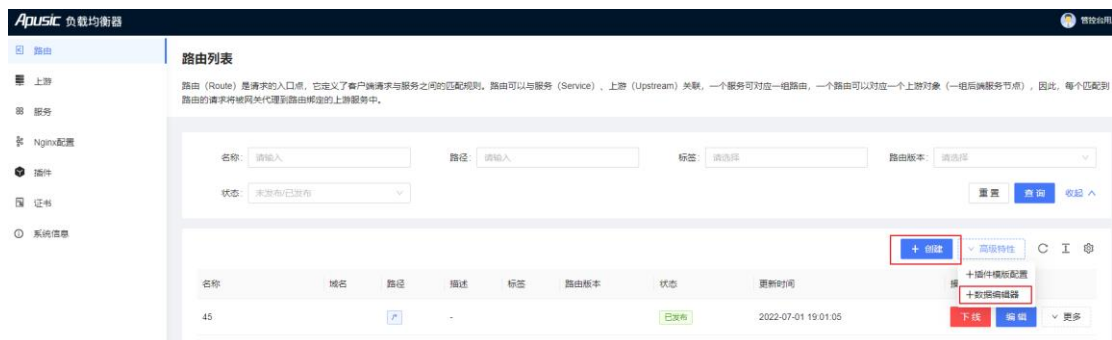 Apusic 负载均衡器
管控台用
路由
上游
服务
Nginx配置
插件
证书
系统信息
路由列表
路由（Route）是请求的入口点，它定义了客户端请求与服务之间的匹配规则。路由可以与服务（Service）、上游（Upstream）关联，一个服务可对应一组路由，一个路由可以对应一个上游对象（一组后端服务节点），因此，每个匹配到
路由的请求将被网关代理到路由绑定的上游服务中。
名称: 请输入 路径: 请输入 标签: 请选择 路由版本: 请选择
状态: 未发布/已发布 重置 查询 收起
+ 创建 高级特性
+插件模版配置
+数据编辑器
名称 域名 路径 描述 标签 路由版本 状态 更新时间
45 /* - 已发布 2022-07-01 19:01:05 下线 编辑 更多